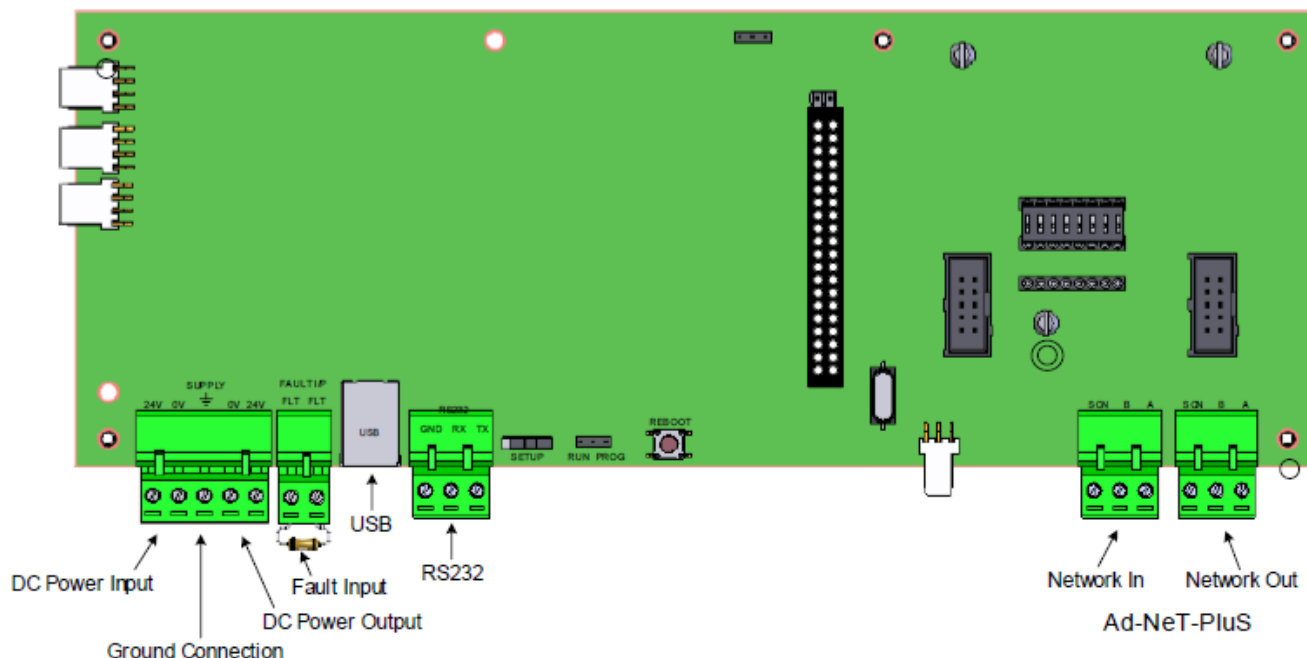 SUPPLY
24V 0V 0V 24V
FAULT I/P
FLT FLT
USB
RS232
GND RX TX
SETUP
RUN PROG
REBOOT
SCN B A
SCN B A
DC Power Input
Ground Connection
DC Power Output
Fault Input
USB
RS232
Network In
Network Out
Ad-NeT-PluS